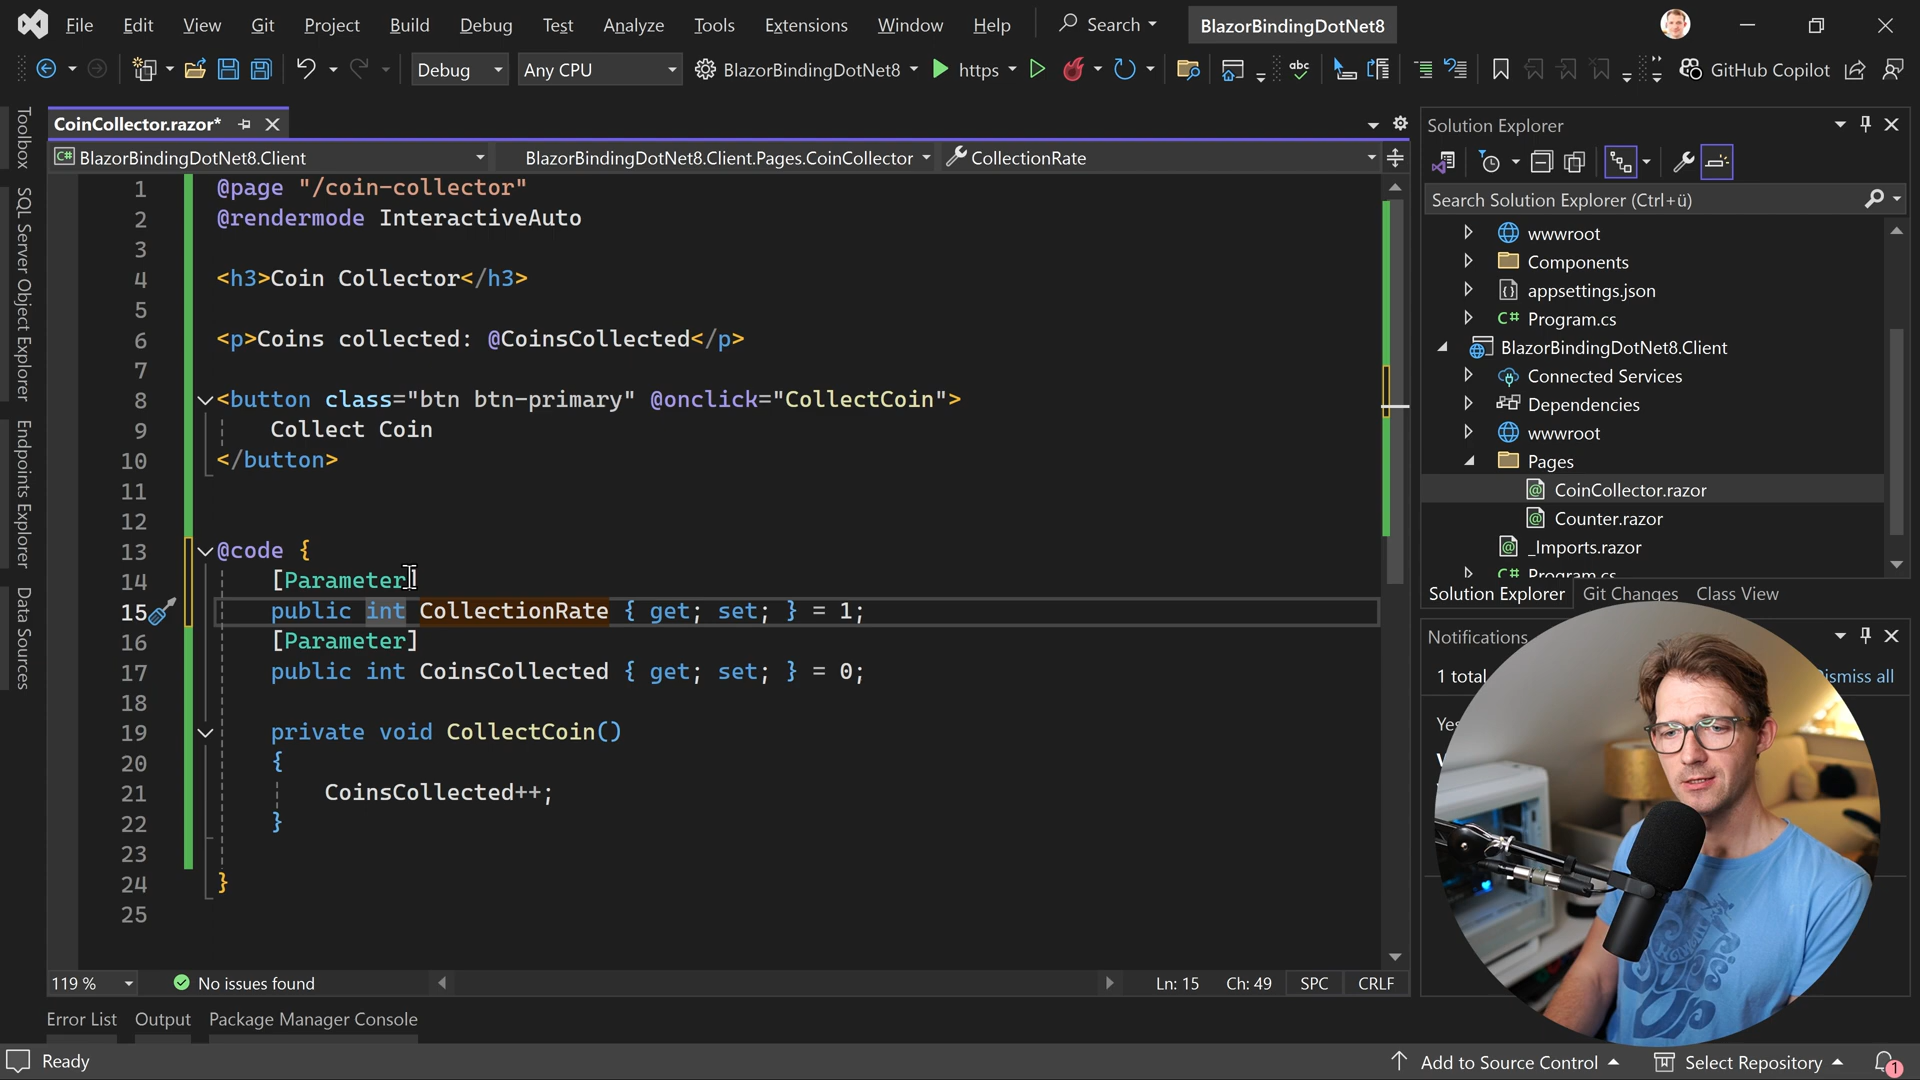 File Edit View Git Project Build Debug Test Analyze Tools Extensions Window Help Search BlazorBindingDotNet8
Debug Any CPU BlazorBindingDotNet8 https GitHub Copilot
CoinCollector.razor*
BlazorBindingDotNet8.Client BlazorBindingDotNet8.Client.Pages.CoinCollector CollectionRate
Toolbox
SQL Server Object Explorer
Endpoints Explorer
Data Sources
1 @page "/coin-collector"
2 @rendermode InteractiveAuto
3
4 <h3>Coin Collector</h3>
5
6 <p>Coins collected: @CoinsCollected</p>
7
8 <button class="btn btn-primary" @onclick="CollectCoin">
9 Collect Coin
10 </button>
11
12
13 @code {
14 [Parameter]
15 public int CollectionRate { get; set; } = 1;
16 [Parameter]
17 public int CoinsCollected { get; set; } = 0;
18
19 private void CollectCoin()
20 {
21 CoinsCollected++;
22 }
23
24 }
25
119 % No issues found Ln: 15 Ch: 49 SPC CRLF
Error List Output Package Manager Console
Ready Add to Source Control Select Repository 1
Solution Explorer
Search Solution Explorer (Ctrl+ü)
wwwroot
Components
appsettings.json
C# Program.cs
BlazorBindingDotNet8.Client
Connected Services
Dependencies
wwwroot
Pages
CoinCollector.razor
Counter.razor
_Imports.razor
C# Program.cs
Solution Explorer Git Changes Class View
Notifications
1 total Dismiss all